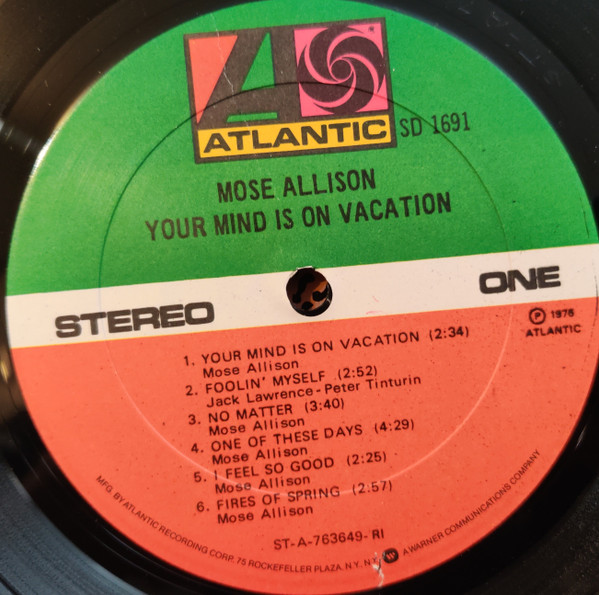 ATLANTIC
SD 1691
MOSE ALLISON
YOUR MIND IS ON VACATION
STEREO
ONE
1. YOUR MIND IS ON VACATION (2:34)
Mose Allison
2. FOOLIN' MYSELF (2:52)
Jack Lawrence-Peter Tinturin
3. NO MATTER (3:40)
Mose Allison
4. ONE OF THESE DAYS (4:29)
Mose Allison
5. I FEEL SO GOOD (2:25)
Mose Allison
6. FIRES OF SPRING (2:57)
Mose Allison
Ⓟ 1976
ATLANTIC
ST-A-763649-RI
MFG. BY ATLANTIC RECORDING CORP. 75 ROCKEFELLER PLAZA, N.Y. N.Y. A WARNER COMMUNICATIONS COMPANY